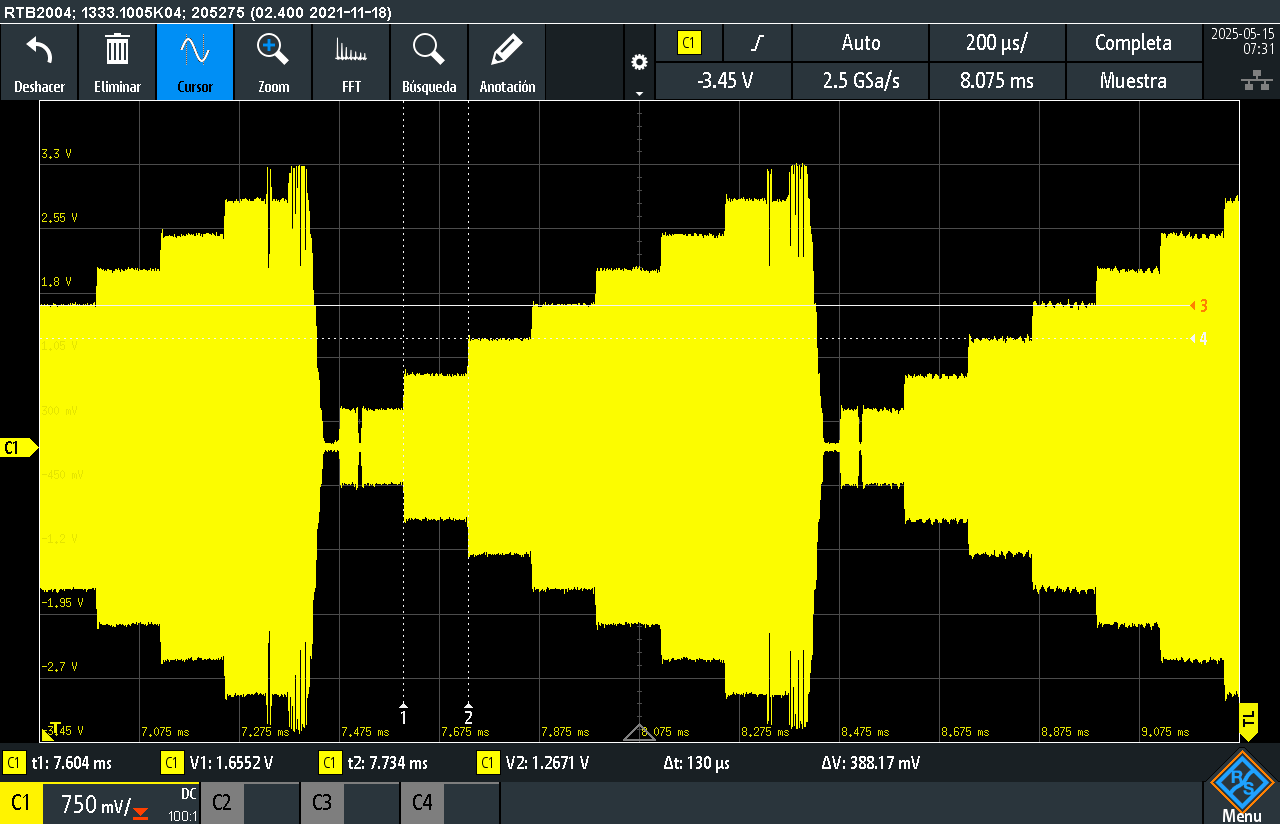 RTB2004; 1333.1005K04; 205275 (02.400 2021-11-18)
Deshacer Eliminar Cursor Zoom FFT Búsqueda Anotación
C1 Auto 200 µs/ Completa
-3.45 V 2.5 GSa/s 8.075 ms Muestra
2025-05-15
07:31
3.3 V
2.55 V
1.8 V
3
4
1.05 V
300 mV
C1
-450 mV
-1.2 V
-1.95 V
-2.7 V
1 2
TL
T
-3.45 V 7.075 ms 7.275 ms 7.475 ms 7.675 ms 7.875 ms 8.075 ms 8.275 ms 8.475 ms 8.675 ms 8.875 ms 9.075 ms
C1 t1: 7.604 ms C1 V1: 1.6552 V C1 t2: 7.734 ms C1 V2: 1.2671 V Δt: 130 µs ΔV: 388.17 mV
C1 750 mV/ DC 100:1 C2 C3 C4
R&S
Menu